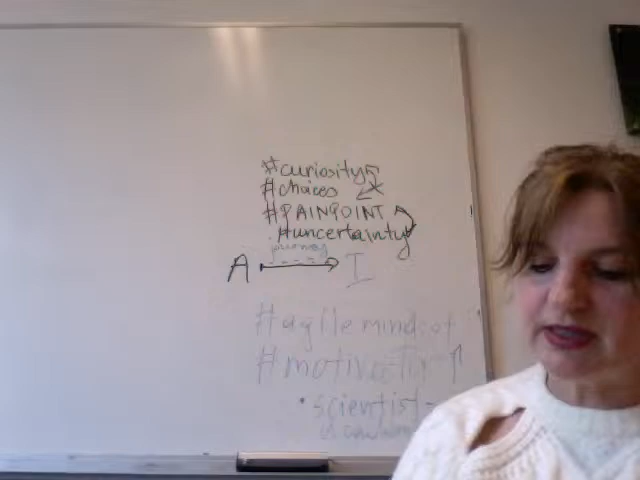 #curiosity
#choices
#PAINPOINT
#uncertainty
A I
#agile mindset
#motivation
• scientist-